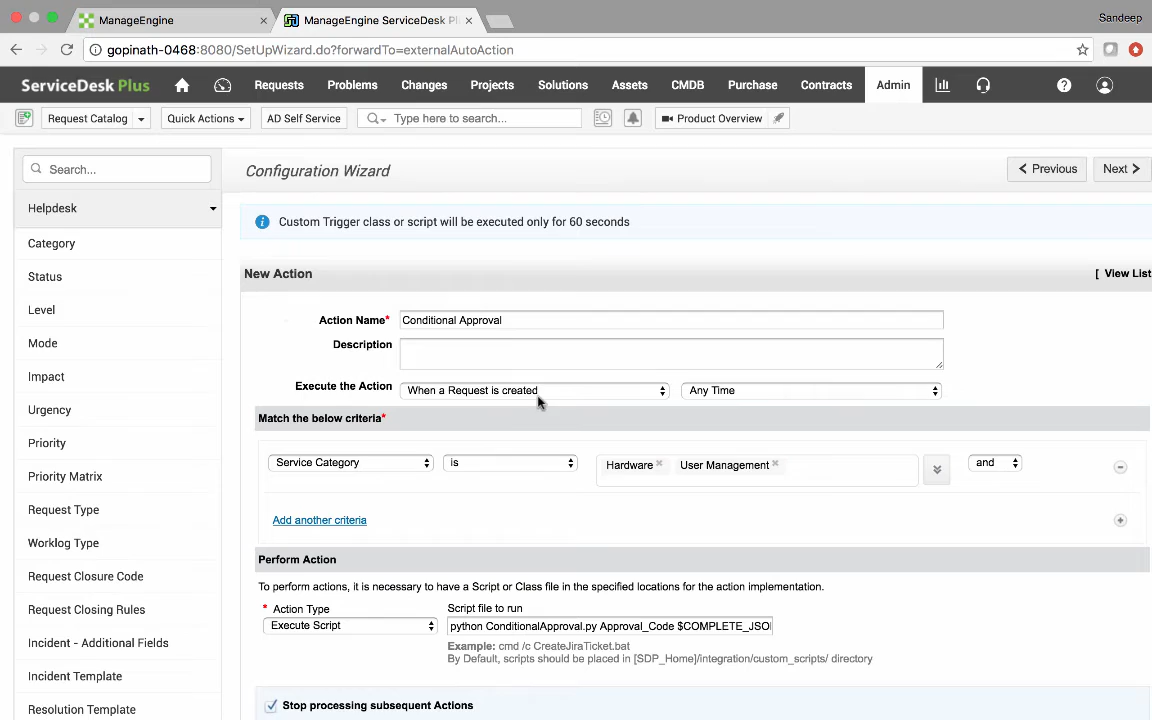 ManageEngine
ManageEngine ServiceDesk Pl
Sandeep
gopinath-0468:8080/SetUpWizard.do?forwardTo=externalAutoAction
ServiceDesk Plus
Requests
Problems
Changes
Projects
Solutions
Assets
CMDB
Purchase
Contracts
Admin
Request Catalog
Quick Actions
AD Self Service
Type here to search...
Product Overview
Search...
Configuration Wizard
Previous
Next
Helpdesk
Category
Status
Level
Mode
Impact
Urgency
Priority
Priority Matrix
Request Type
Worklog Type
Request Closure Code
Request Closing Rules
Incident - Additional Fields
Incident Template
Resolution Template
Custom Trigger class or script will be executed only for 60 seconds
New Action
[ View List
Action Name* Conditional Approval
Description
Execute the Action When a Request is created Any Time
Match the below criteria*
Service Category is Hardware User Management and
Add another criteria
Perform Action
To perform actions, it is necessary to have a Script or Class file in the specified locations for the action implementation.
* Action Type Script file to run
Execute Script python ConditionalApproval.py Approval_Code $COMPLETE_JSO
Example: cmd /c CreateJiraTicket.bat
By Default, scripts should be placed in [SDP_Home]/integration/custom_scripts/ directory
Stop processing subsequent Actions